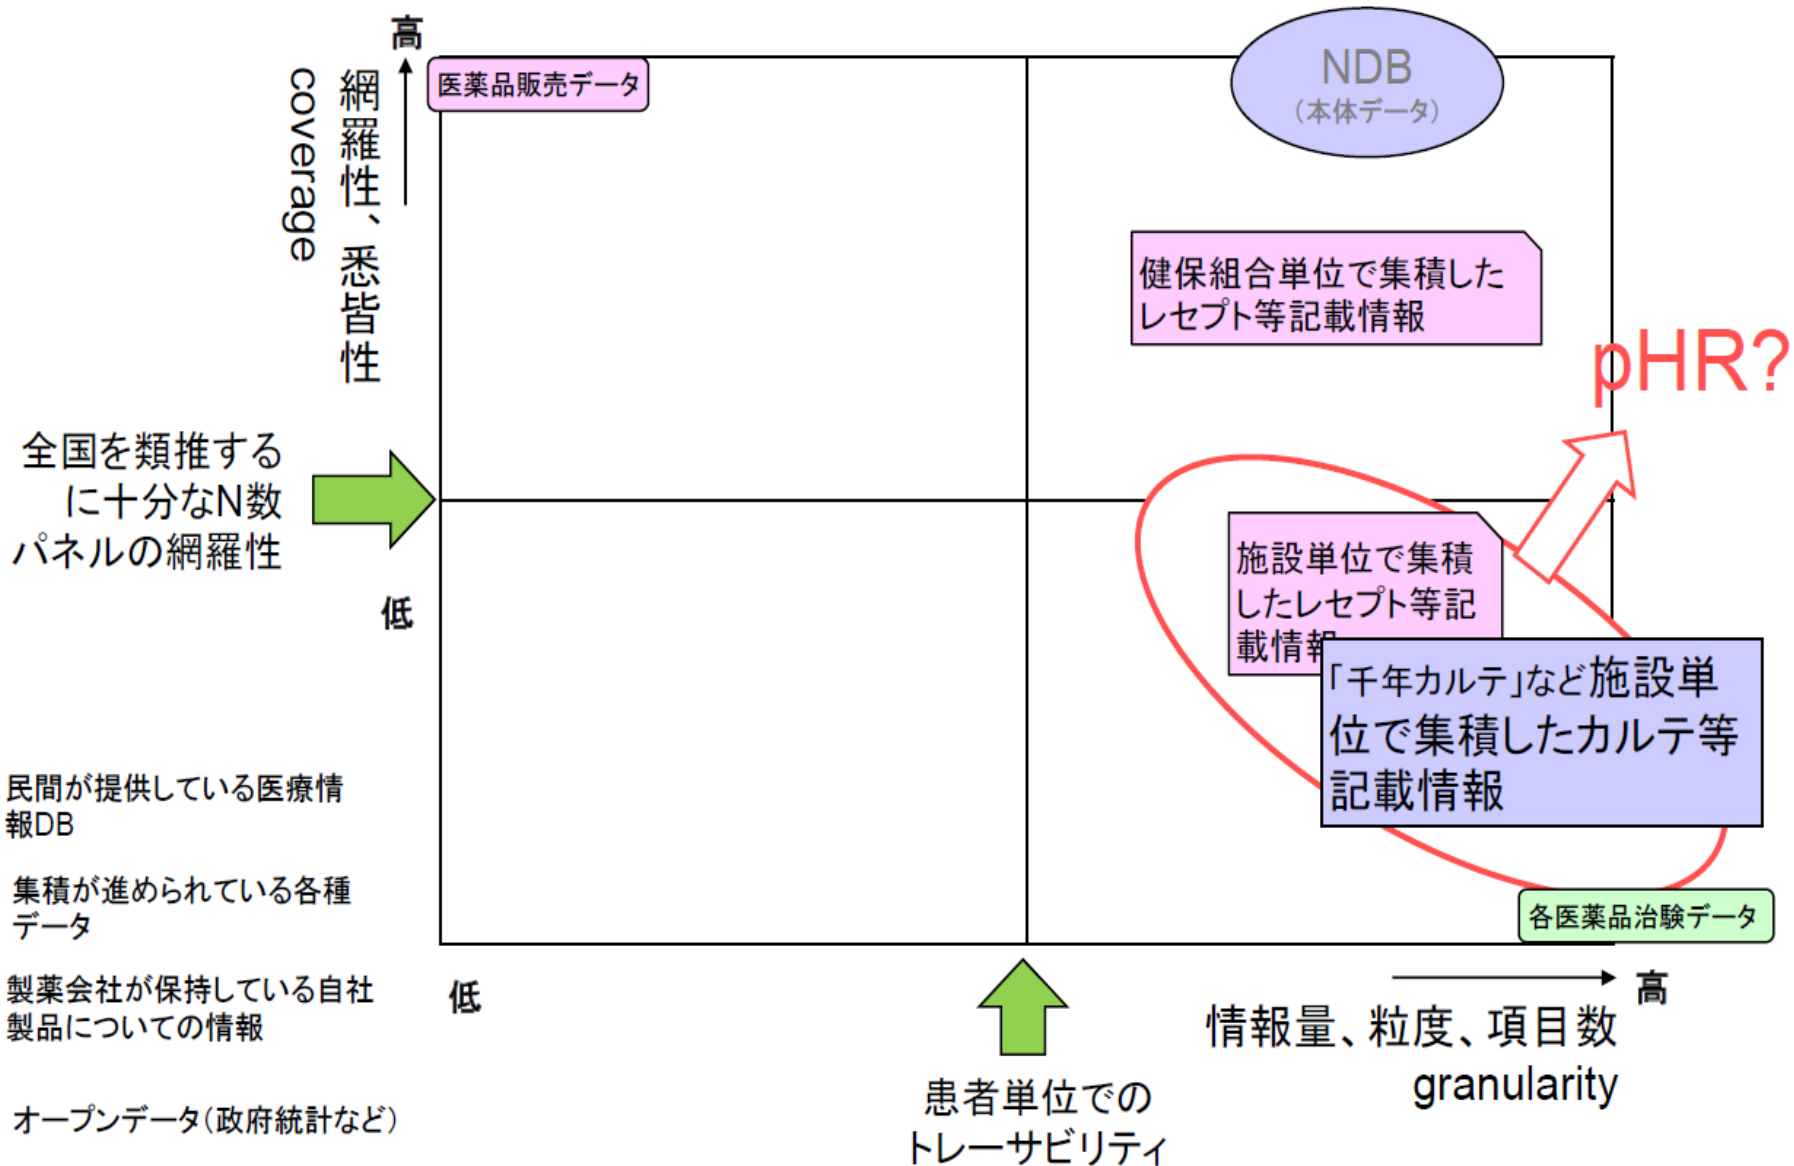 高
網羅性、悉皆性
coverage
医薬品販売データ
NDB
(本体データ)
健保組合単位で集積した
レセプト等記載情報
pHR?
全国を類推する
に十分なN数
パネルの網羅性
低
施設単位で集積
したレセプト等記
載情報
「千年カルテ」など施設単
位で集積したカルテ等
記載情報
各医薬品治験データ
民間が提供している医療情
報DB
集積が進められている各種
データ
製薬会社が保持している自社
製品についての情報
オープンデータ(政府統計など)
低
高
情報量、粒度、項目数
granularity
患者単位での
トレーサビリティ